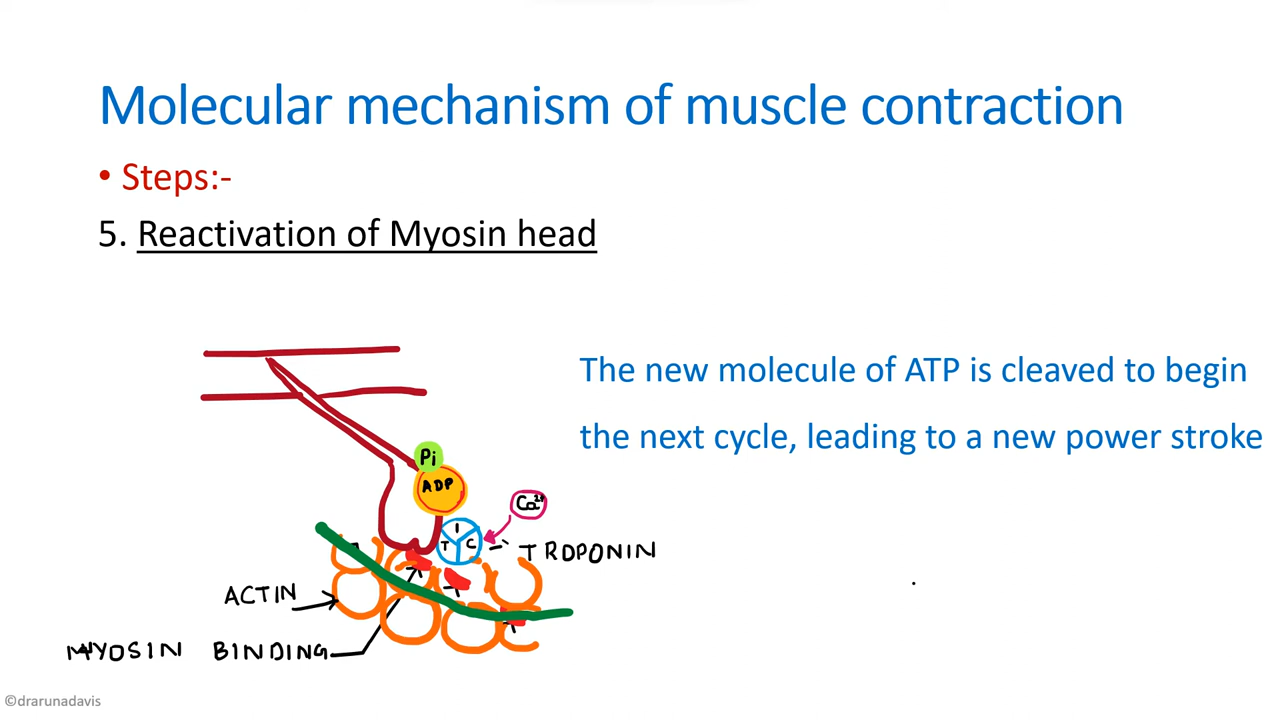 Molecular mechanism of muscle contraction
• Steps:-
5. Reactivation of Myosin head
The new molecule of ATP is cleaved to begin
the next cycle, leading to a new power stroke
Pi
ADP
Ca2+
I
T C
TROPONIN
ACTIN
MYOSIN BINDING
©drarunadavis